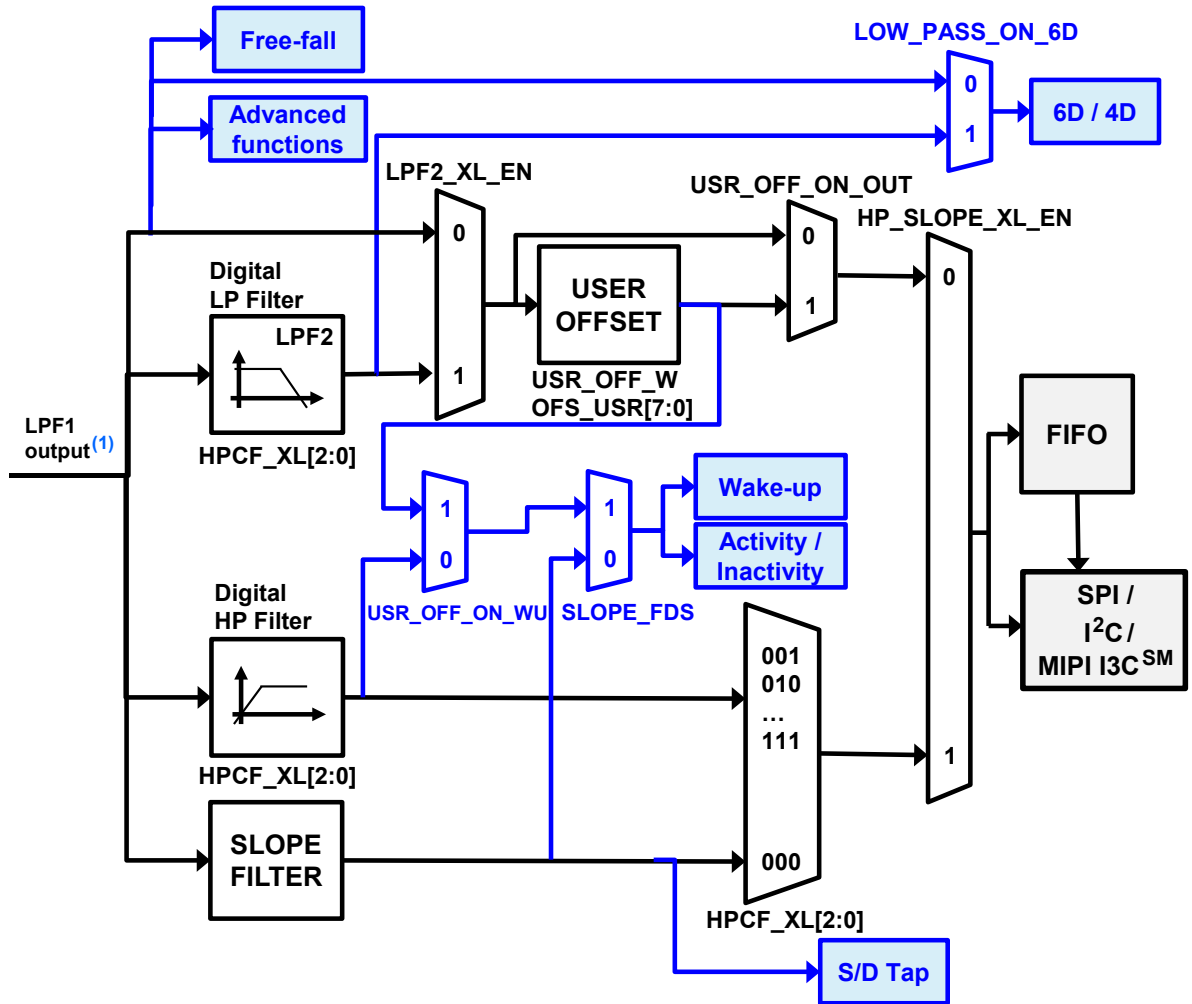 Free-fall
LOW_PASS_ON_6D
0
1
6D / 4D
Advanced
functions
LPF2_XL_EN
0
1
USR_OFF_ON_OUT
0
1
HP_SLOPE_XL_EN
0
1
Digital
LP Filter
LPF2
HPCF_XL[2:0]
USER
OFFSET
USR_OFF_W
OFS_USR[7:0]
LPF1
output(1)
FIFO
1
0
USR_OFF_ON_WU
1
0
SLOPE_FDS
Wake-up
Activity /
Inactivity
SPI /
I2C /
MIPI I3CSM
Digital
HP Filter
HPCF_XL[2:0]
001
010
...
111
000
HPCF_XL[2:0]
SLOPE
FILTER
S/D Tap